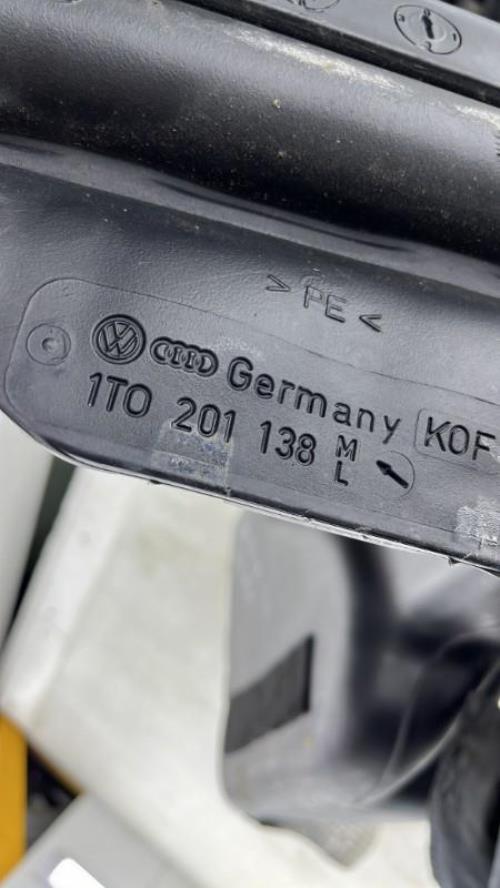 > PE <
Germany KOF
1T0 201 138 M
L